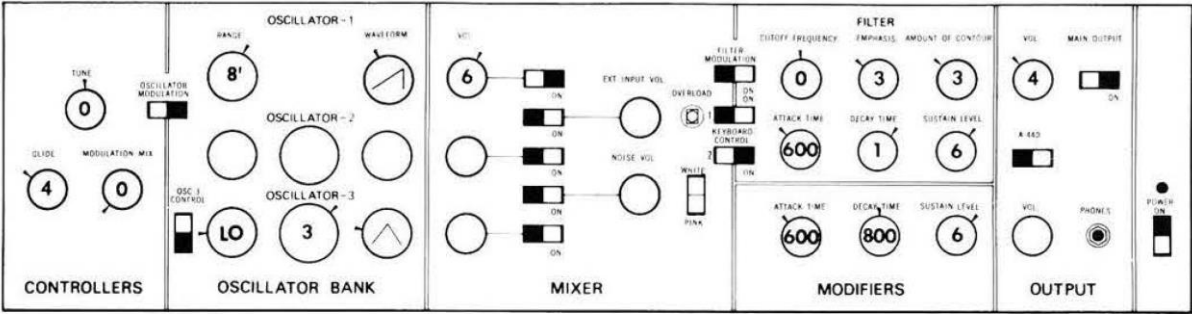 CONTROLLERS
TUNE
0
GLIDE
4
MODULATION MIX
0
OSCILLATOR BANK
OSCILLATOR MODULATION
OSCILLATOR-1
RANGE
8'
WAVEFORM
OSCILLATOR-2
OSCILLATOR-3
OSC. 3 CONTROL
LO
3
MIXER
VOL.
6
ON
EXT INPUT VOL.
OVERLOAD
ON
ON
NOISE VOL
WHITE
PINK
ON
ON
MODIFIERS
FILTER MODULATION
ON
ON
1
KEYBOARD CONTROL
2
ON
FILTER
CUTOFF FREQUENCY
0
EMPHASIS
3
AMOUNT OF CONTOUR
3
ATTACK TIME
600
DECAY TIME
1
SUSTAIN LEVEL
6
ATTACK TIME
600
DECAY TIME
800
SUSTAIN LEVEL
6
OUTPUT
VOL
4
MAIN OUTPUT
ON
A-440
VOL.
PHONES
POWER
ON